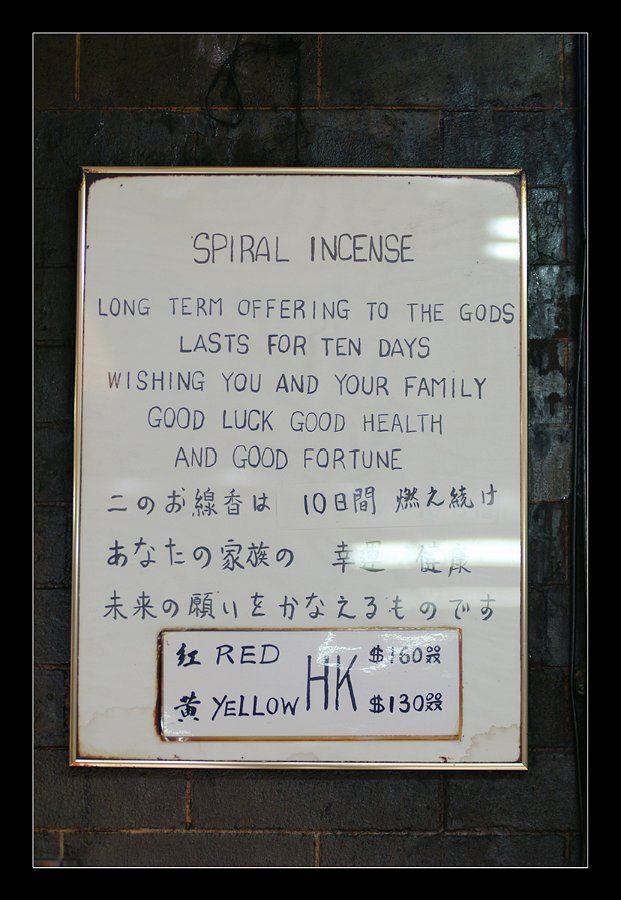 SPIRAL INCENSE
LONG TERM OFFERING TO THE GODS
LASTS FOR TEN DAYS
WISHING YOU AND YOUR FAMILY
GOOD LUCK GOOD HEALTH
AND GOOD FORTUNE
このお線香は 10日間 燃え続け
あなたの家族の 幸運 健康
未来の願いをかなえるものです
紅 RED HK $160
黄 YELLOW $130